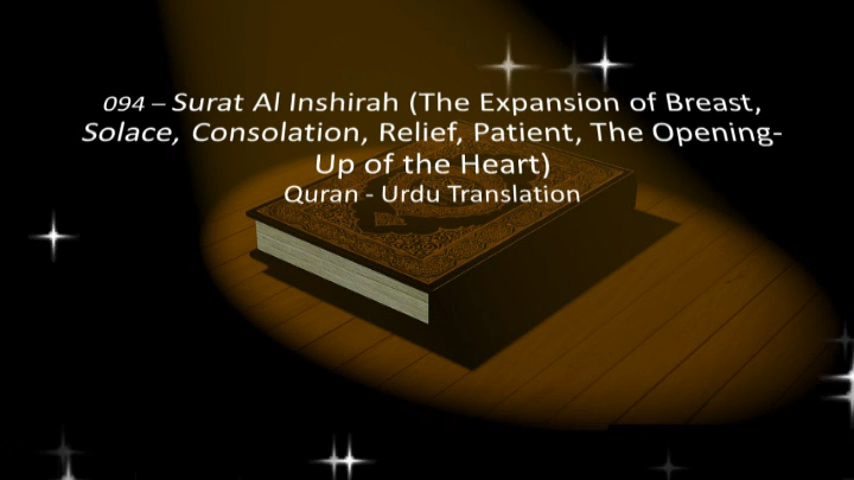 094 – Surat Al Inshirah (The Expansion of Breast,
Solace, Consolation, Relief, Patient, The Opening-
Up of the Heart)
Quran - Urdu Translation